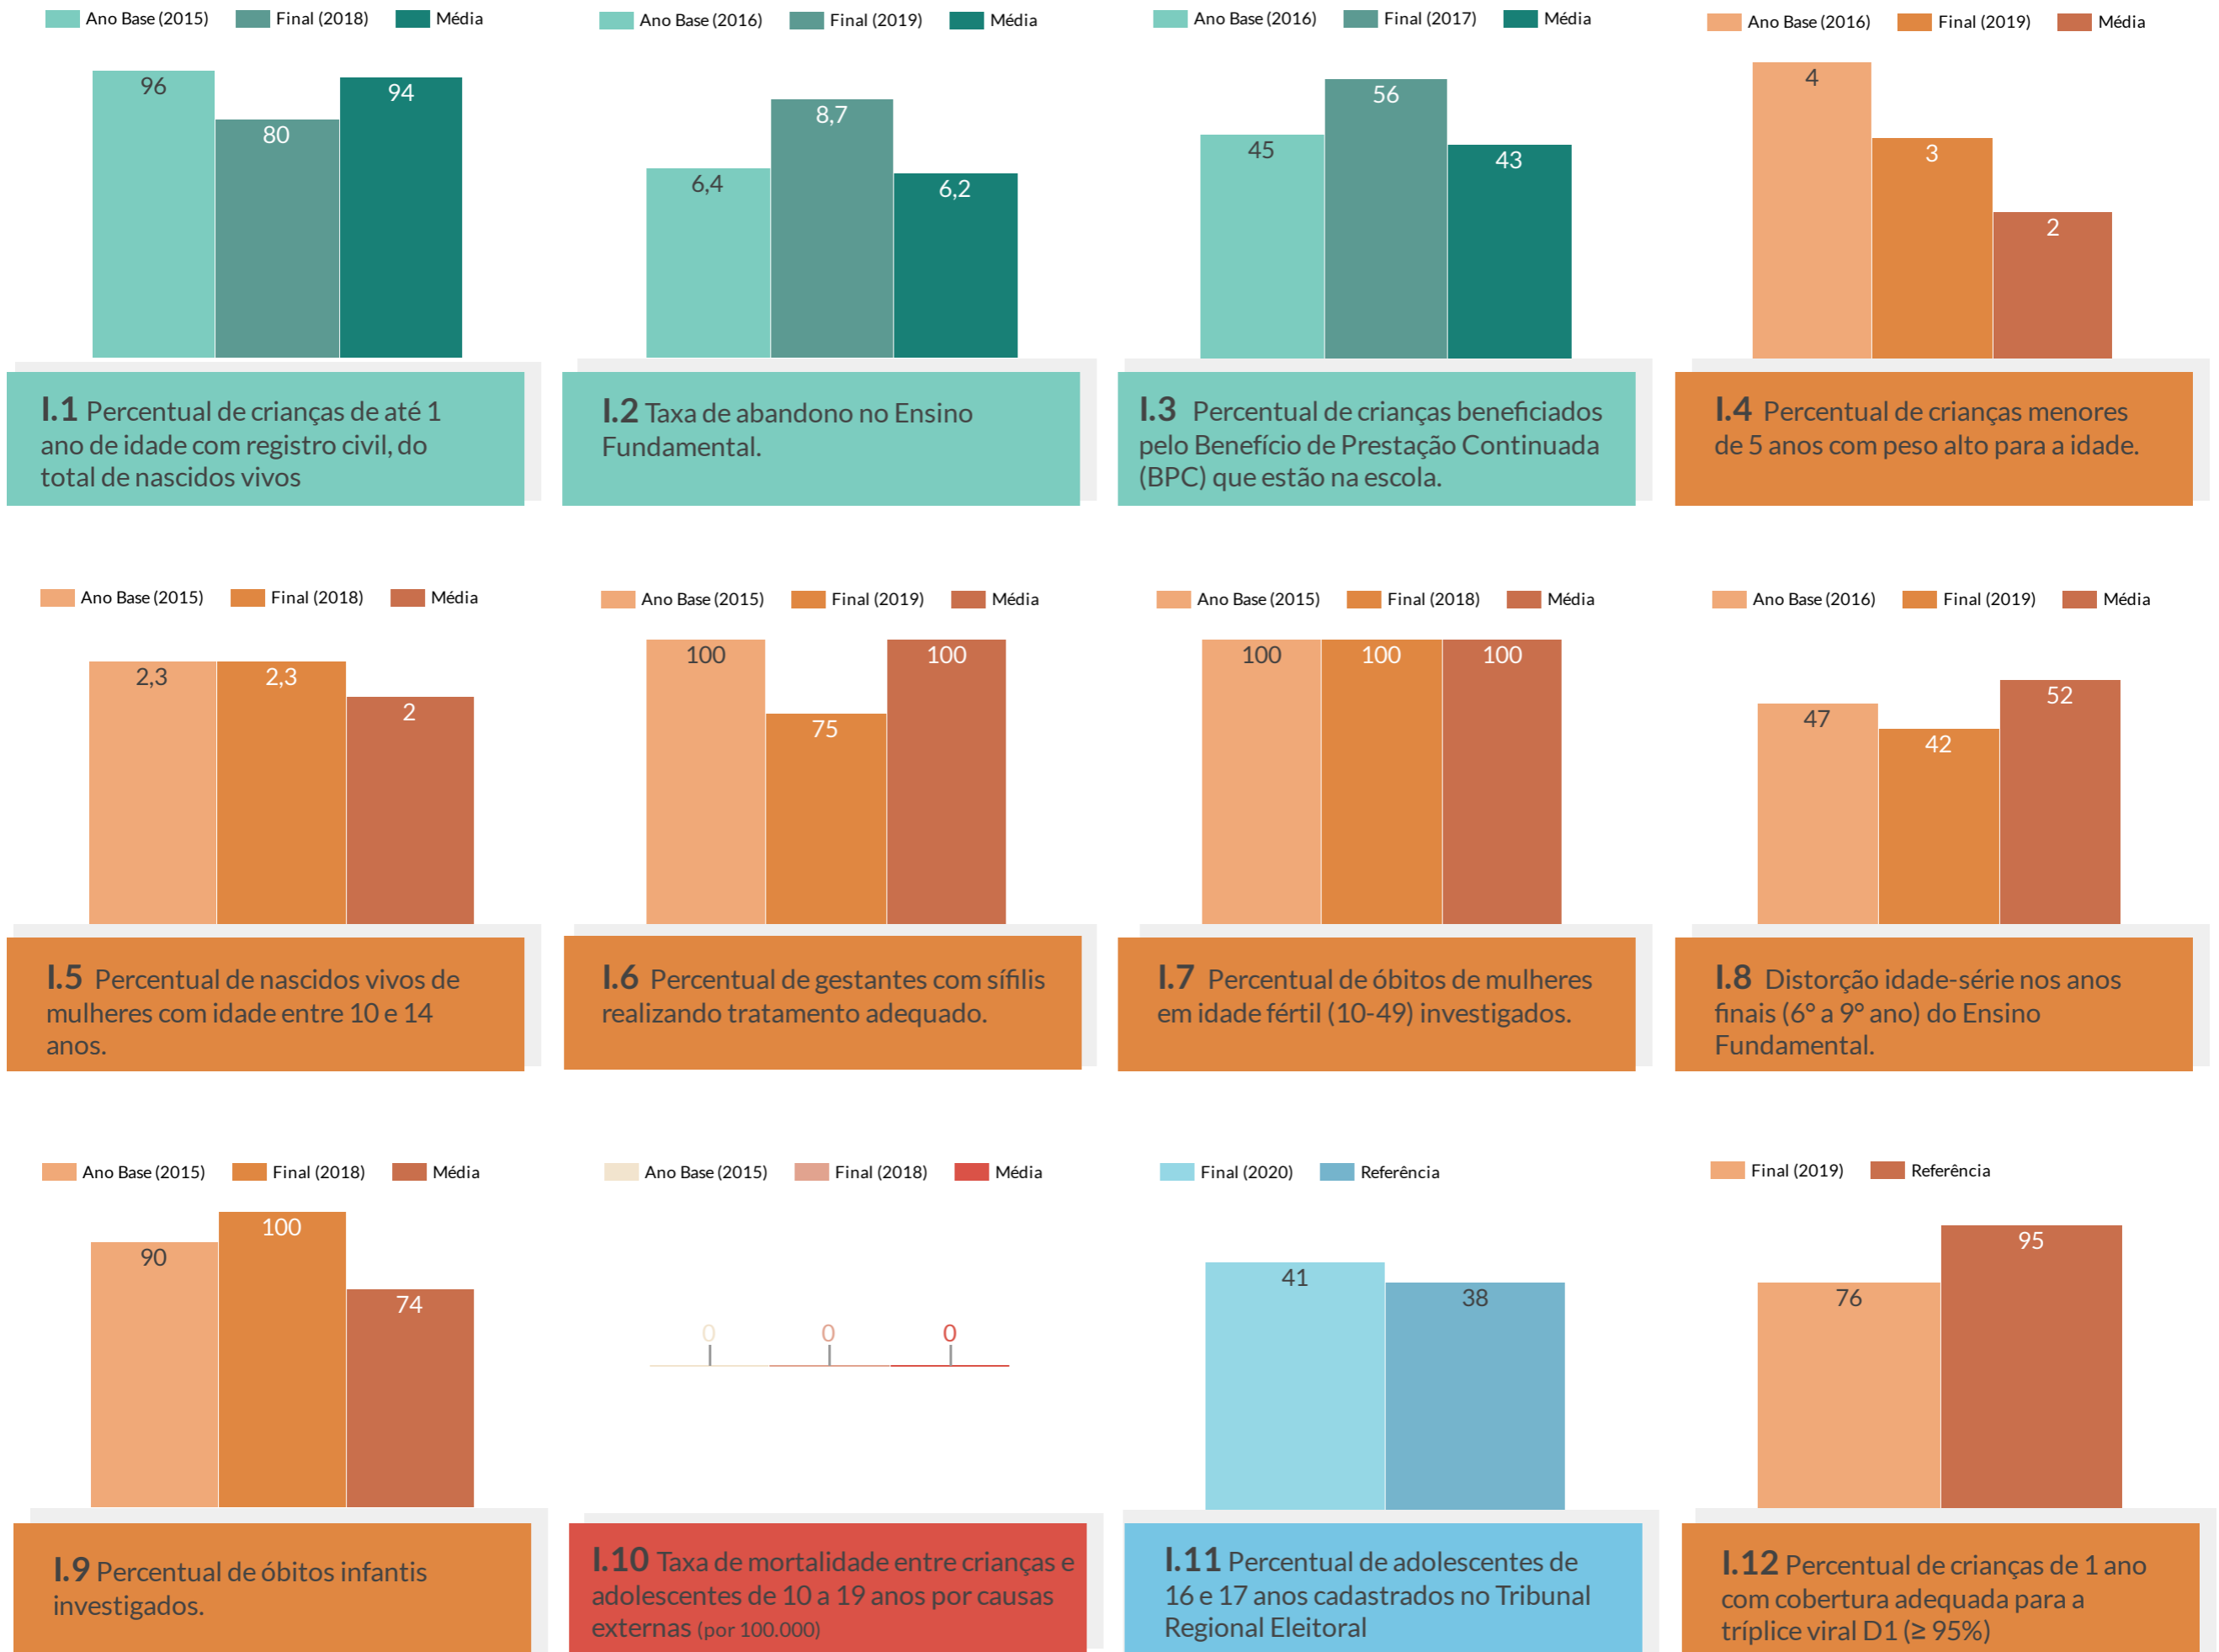 Ano Base (2015) Final (2018) Média
96
80
94
I.1 Percentual de crianças de até 1
ano de idade com registro civil, do
total de nascidos vivos
Ano Base (2016) Final (2019) Média
6,4
8,7
6,2
I.2 Taxa de abandono no Ensino
Fundamental.
Ano Base (2016) Final (2017) Média
45
56
43
I.3 Percentual de crianças beneficiados
pelo Benefício de Prestação Continuada
(BPC) que estão na escola.
Ano Base (2016) Final (2019) Média
4
3
2
I.4 Percentual de crianças menores
de 5 anos com peso alto para a idade.
Ano Base (2015) Final (2018) Média
2,3
2,3
2
I.5 Percentual de nascidos vivos de
mulheres com idade entre 10 e 14
anos.
Ano Base (2015) Final (2019) Média
100
75
100
I.6 Percentual de gestantes com sífilis
realizando tratamento adequado.
Ano Base (2015) Final (2018) Média
100
100
100
I.7 Percentual de óbitos de mulheres
em idade fértil (10-49) investigados.
Ano Base (2016) Final (2019) Média
47
42
52
I.8 Distorção idade-série nos anos
finais (6° a 9° ano) do Ensino
Fundamental.
Ano Base (2015) Final (2018) Média
90
100
74
I.9 Percentual de óbitos infantis
investigados.
Ano Base (2015) Final (2018) Média
0
0
0
I.10 Taxa de mortalidade entre crianças e
adolescentes de 10 a 19 anos por causas
externas (por 100.000)
Final (2020) Referência
41
38
I.11 Percentual de adolescentes de
16 e 17 anos cadastrados no Tribunal
Regional Eleitoral
Final (2019) Referência
76
95
I.12 Percentual de crianças de 1 ano
com cobertura adequada para a
tríplice viral D1 (≥ 95%)